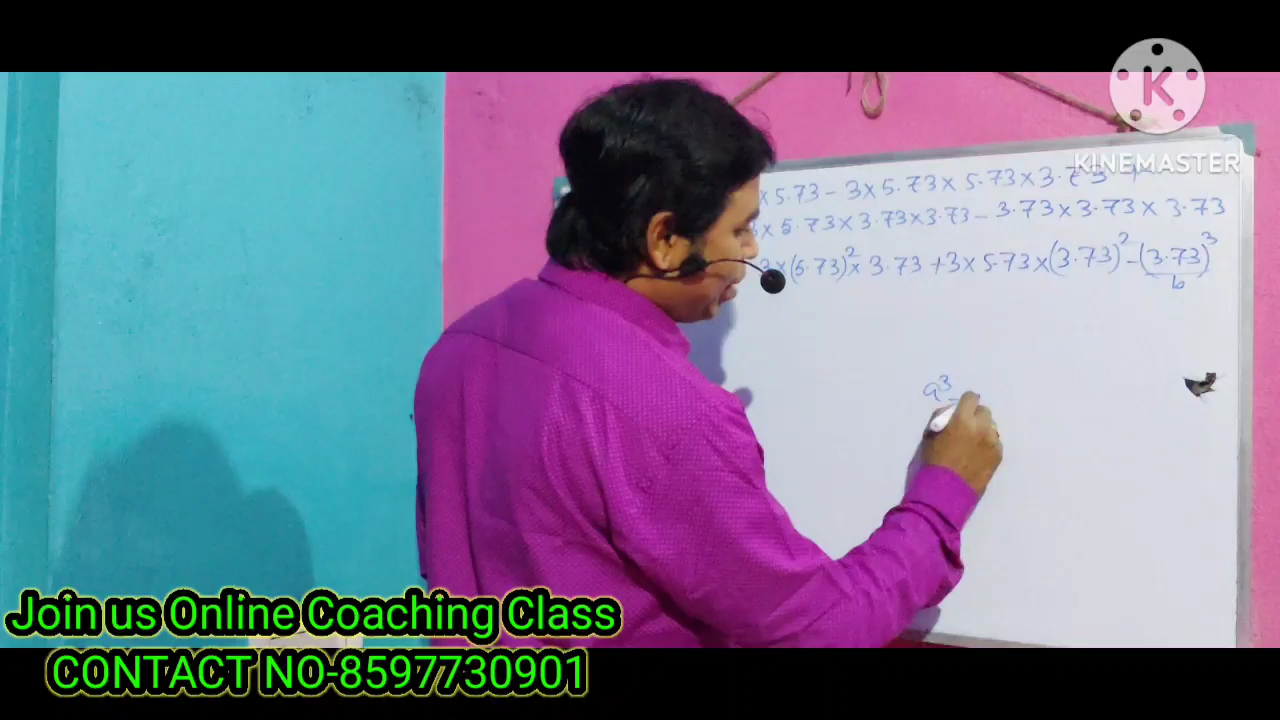 KINEMASTER
× 5.73 - 3 × 5.73 × 5.73 × 3.73 +
× 5.73 × 3.73 × 3.73 - 3.73 × 3.73 × 3.73
3 × (5.73)² × 3.73 + 3 × 5.73 × (3.73)² - (3.73)³
b
a³ -
Join us Online Coaching Class
CONTACT NO-8597730901